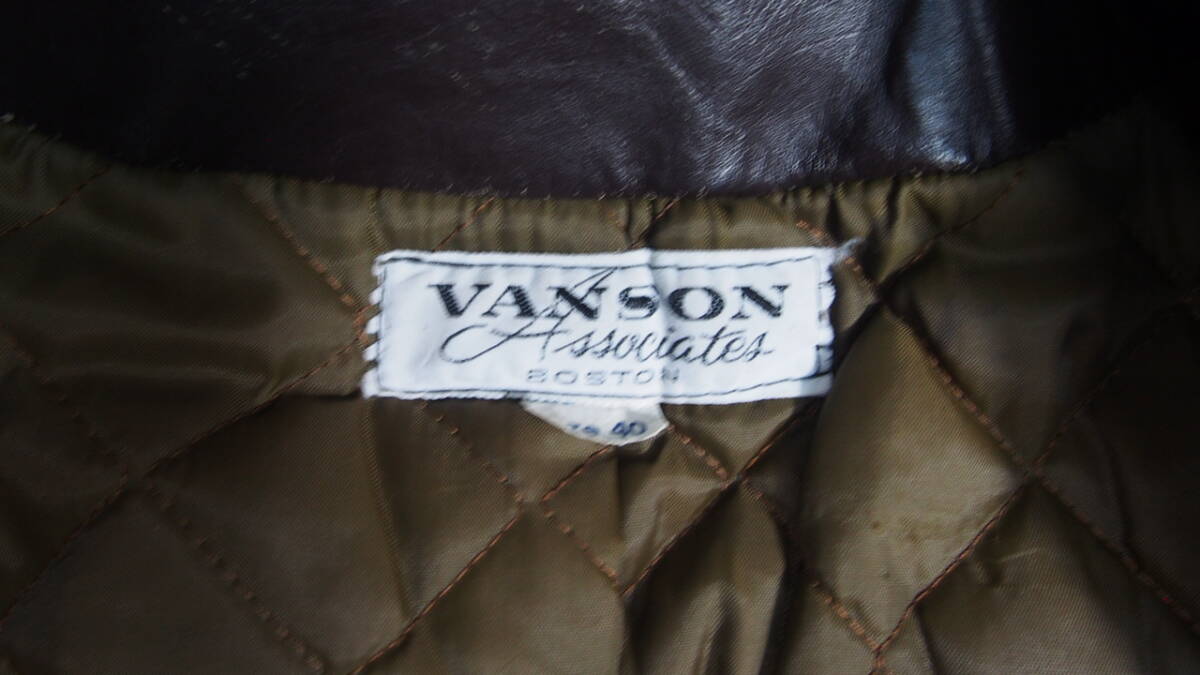 VANSON
Associates
BOSTON
40